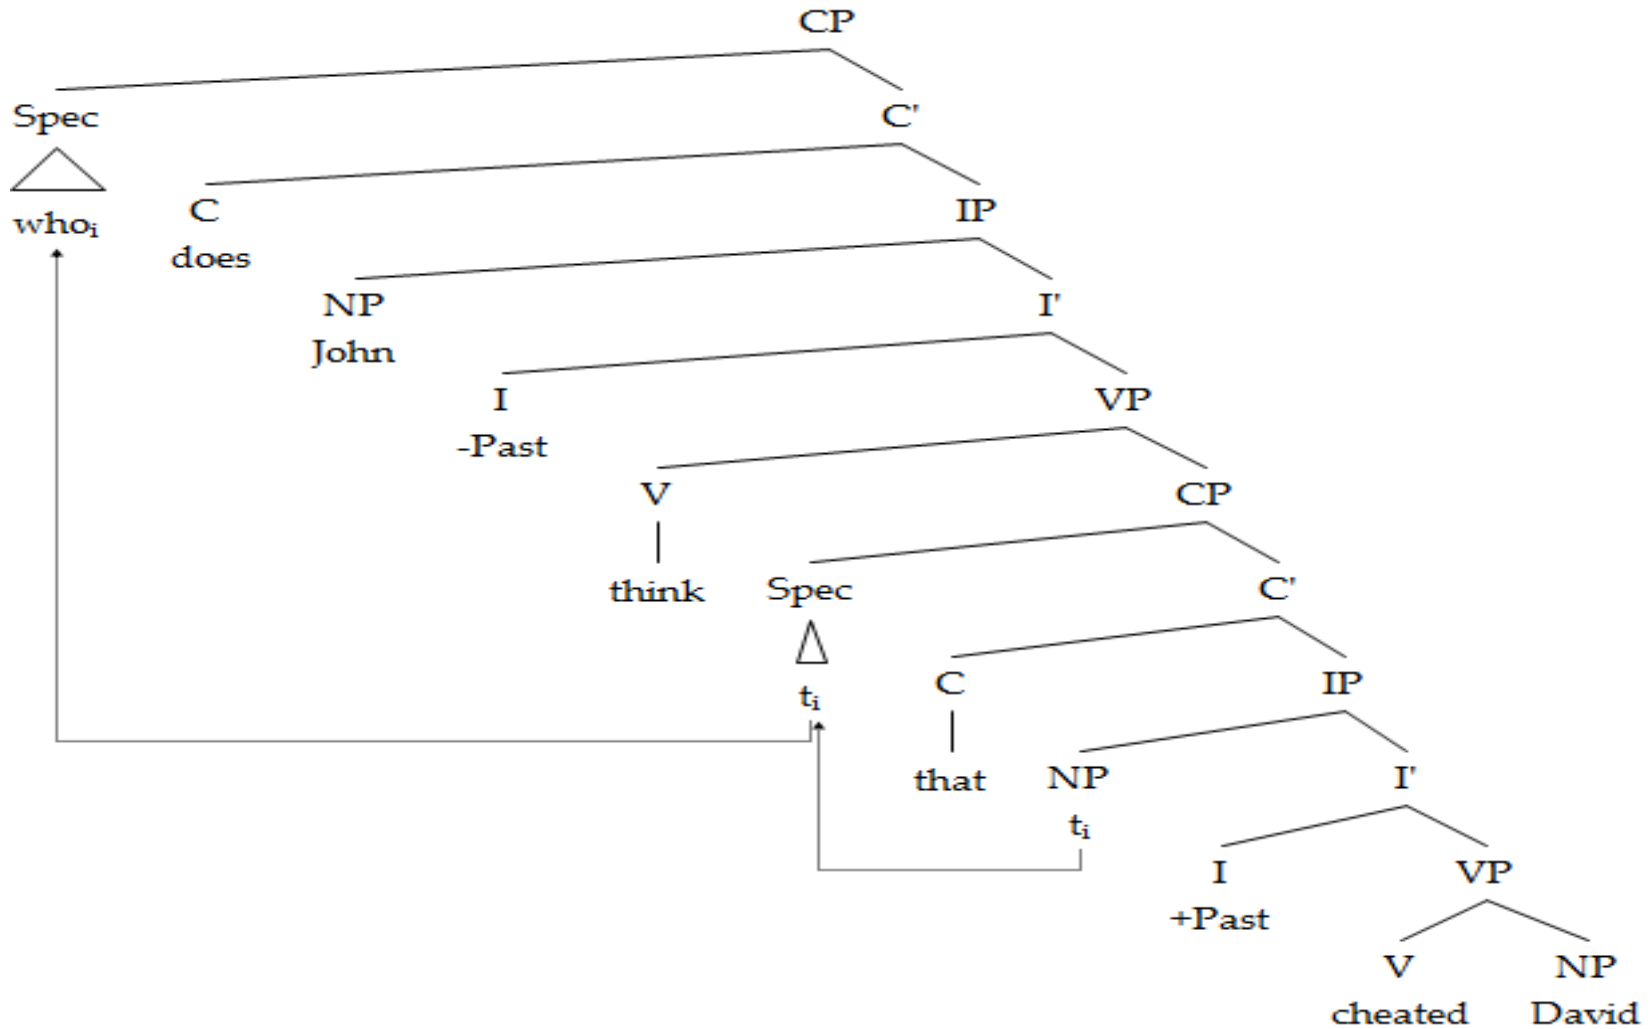 CP
Spec C'
whoi C IP
does
NP I'
John
I VP
-Past
V CP
think Spec C'
ti C IP
that NP I'
ti
I VP
+Past
V NP
cheated David